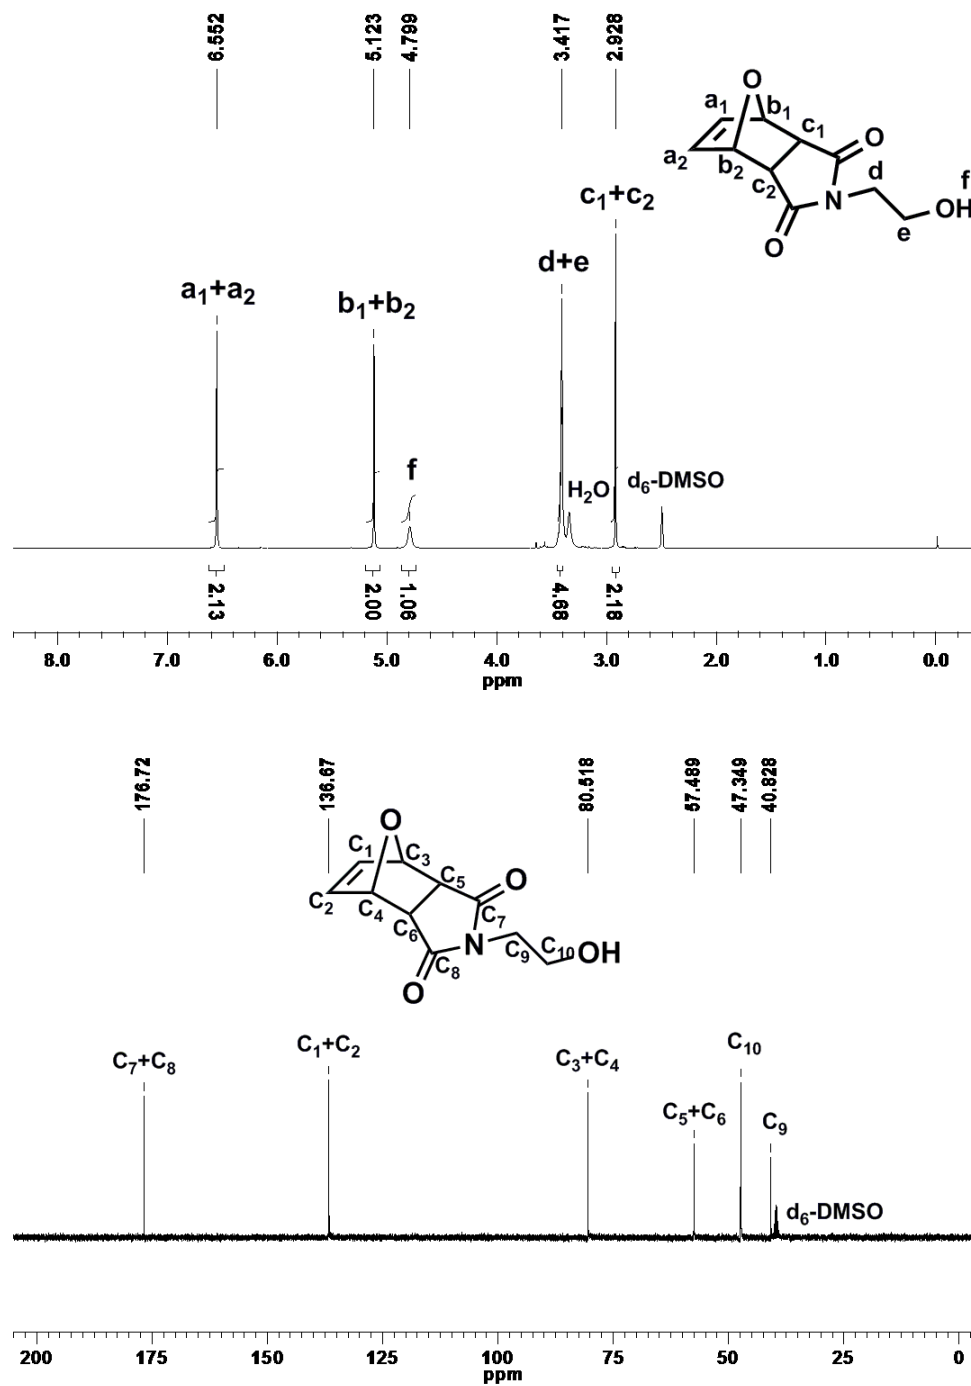 6.552
5.123
4.799
3.417
2.928
O
a₁
b₁
c₁
O
a₂
b₂
c₂
N
d
f
OH
e
O
c₁+c₂
d+e
a₁+a₂
b₁+b₂
f
H₂O
d₆-DMSO
2.13
2.00
1.06
4.68
2.18
8.0 7.0 6.0 5.0 4.0 3.0 2.0 1.0 0.0
ppm
176.72
136.67
80.518
57.489
47.349
40.828
O
C₁
C₃
C₅
O
C₂
C₄
C₇
C₆
N
C₉
C₁₀
OH
C₈
O
C₇+C₈
C₁+C₂
C₃+C₄
C₅+C₆
C₁₀
C₉
d₆-DMSO
200 175 150 125 100 75 50 25 0
ppm